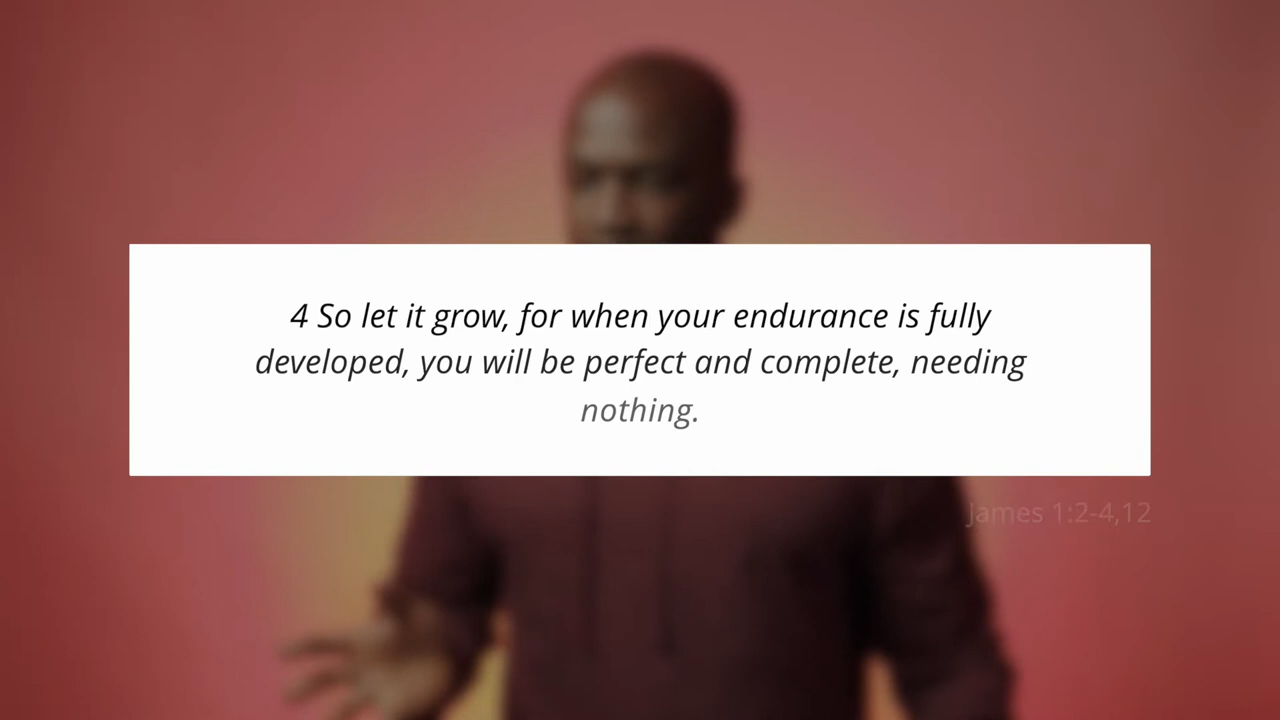 4 So let it grow, for when your endurance is fully
developed, you will be perfect and complete, needing
nothing.
James 1:2-4,12